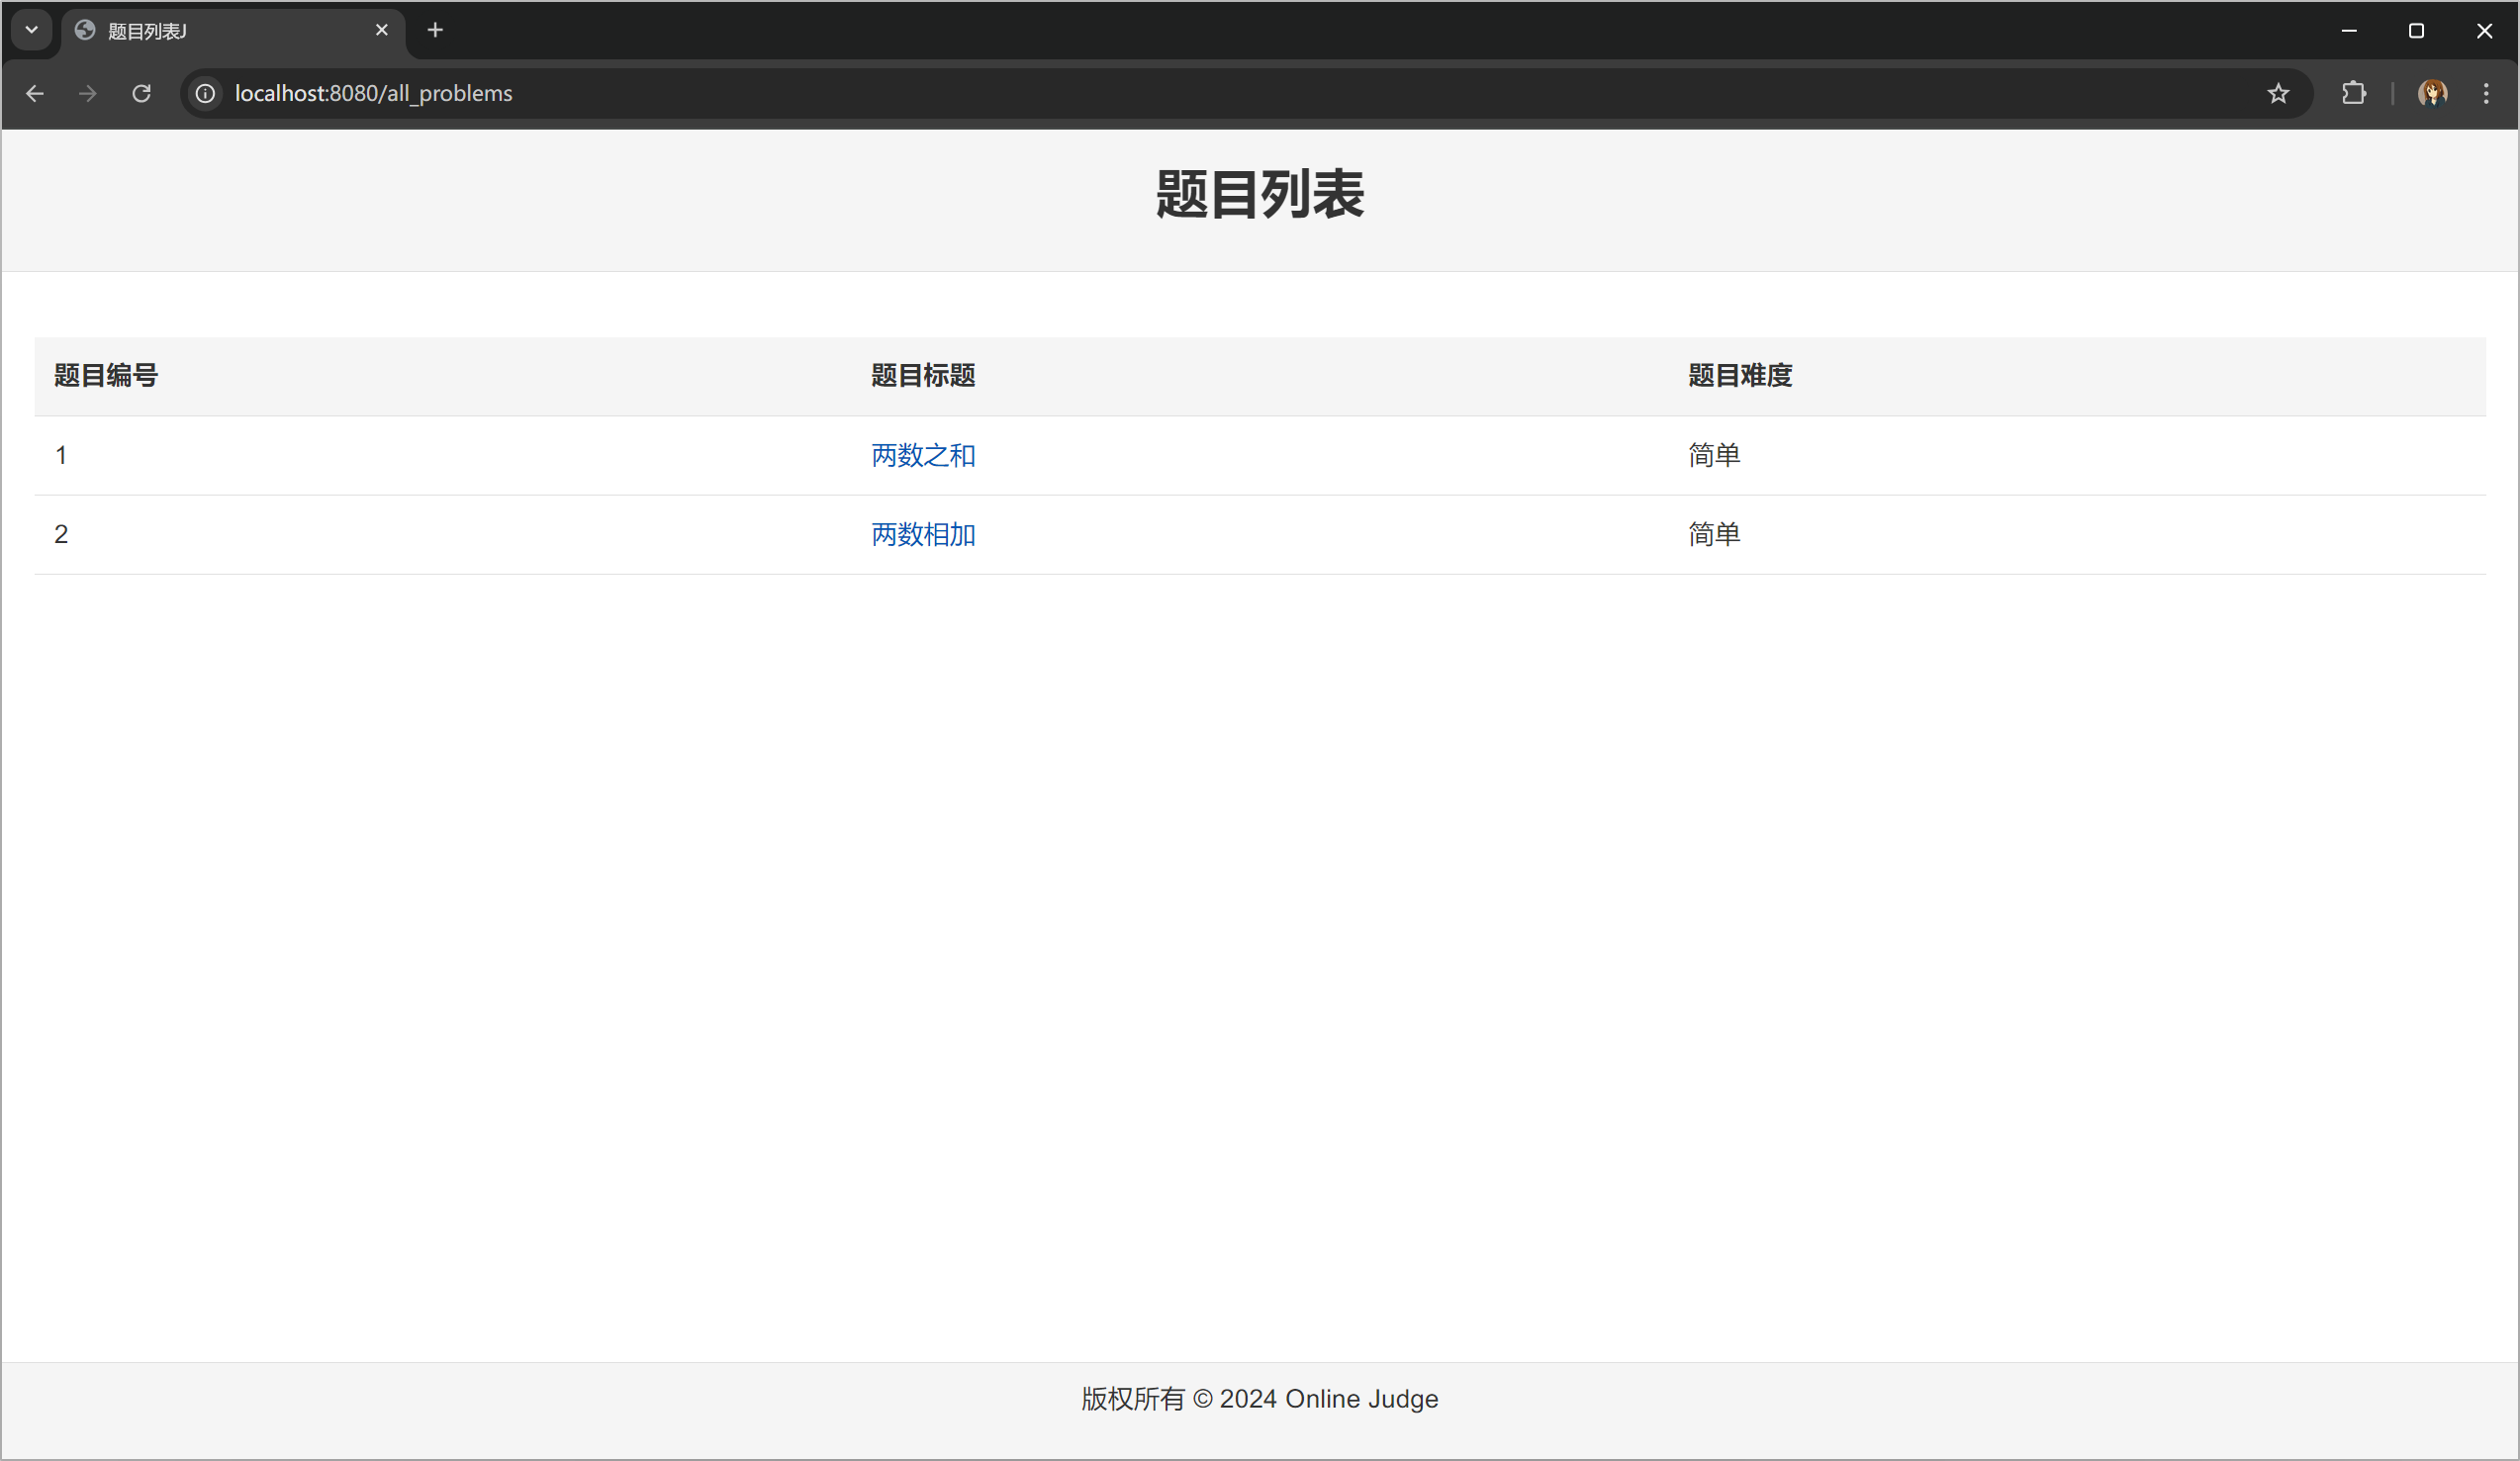 题目列表J
localhost:8080/all_problems
题目列表
题目编号 题目标题 题目难度
1 两数之和 简单
2 两数相加 简单
版权所有 © 2024 Online Judge